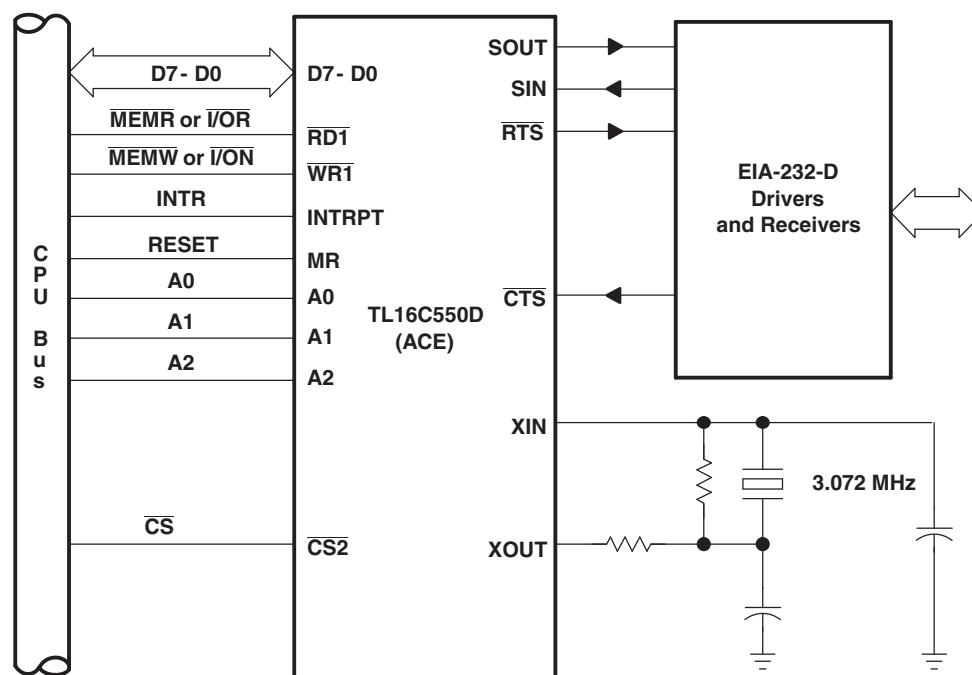 CPU Bus
D7- D0
MEMR or I/OR
MEMW or I/ON
INTR
RESET
A0
A1
A2
CS
D7- D0
RD1
WR1
INTRPT
MR
A0
A1
A2
CS2
TL16C550D
(ACE)
SOUT
SIN
RTS
CTS
XIN
XOUT
EIA-232-D
Drivers
and Receivers
3.072 MHz